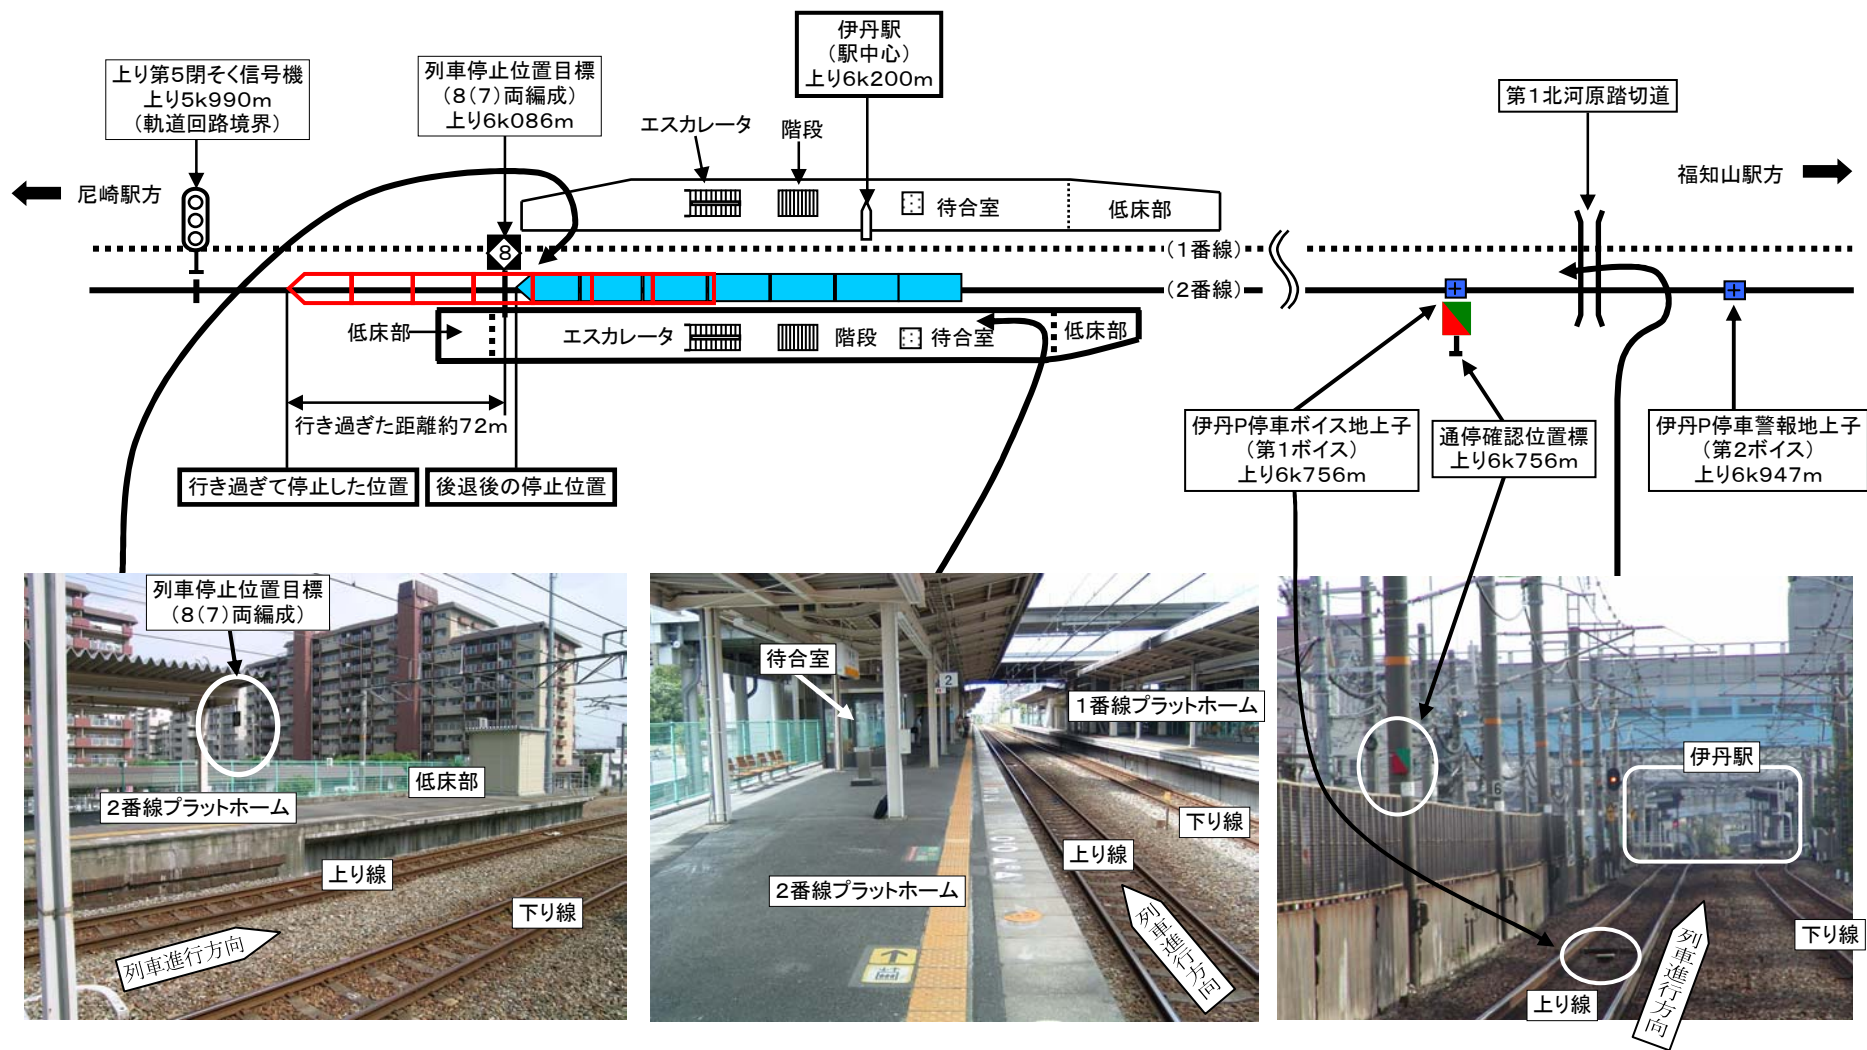 伊丹駅
(駅中心)
上り6k200m
上り第5閉そく信号機
上り5k990m
(軌道回路境界)
列車停止位置目標
(8(7)両編成)
上り6k086m
エスカレータ
階段
第1北河原踏切道
尼崎駅方
福知山駅方
待合室
低床部
8
(1番線)
(2番線)
低床部
エスカレータ
階段
待合室
低床部
行き過ぎた距離約72m
行き過ぎて停止した位置
後退後の停止位置
伊丹P停車ボイス地上子
(第1ボイス)
上り6k756m
通停確認位置標
上り6k756m
伊丹P停車警報地上子
(第2ボイス)
上り6k947m
列車停止位置目標
(8(7)両編成)
低床部
2番線プラットホーム
上り線
下り線
列車進行方向
待合室
2
1番線プラットホーム
下り線
上り線
2番線プラットホーム
列車進行方向
伊丹駅
6
下り線
上り線
列車進行方向